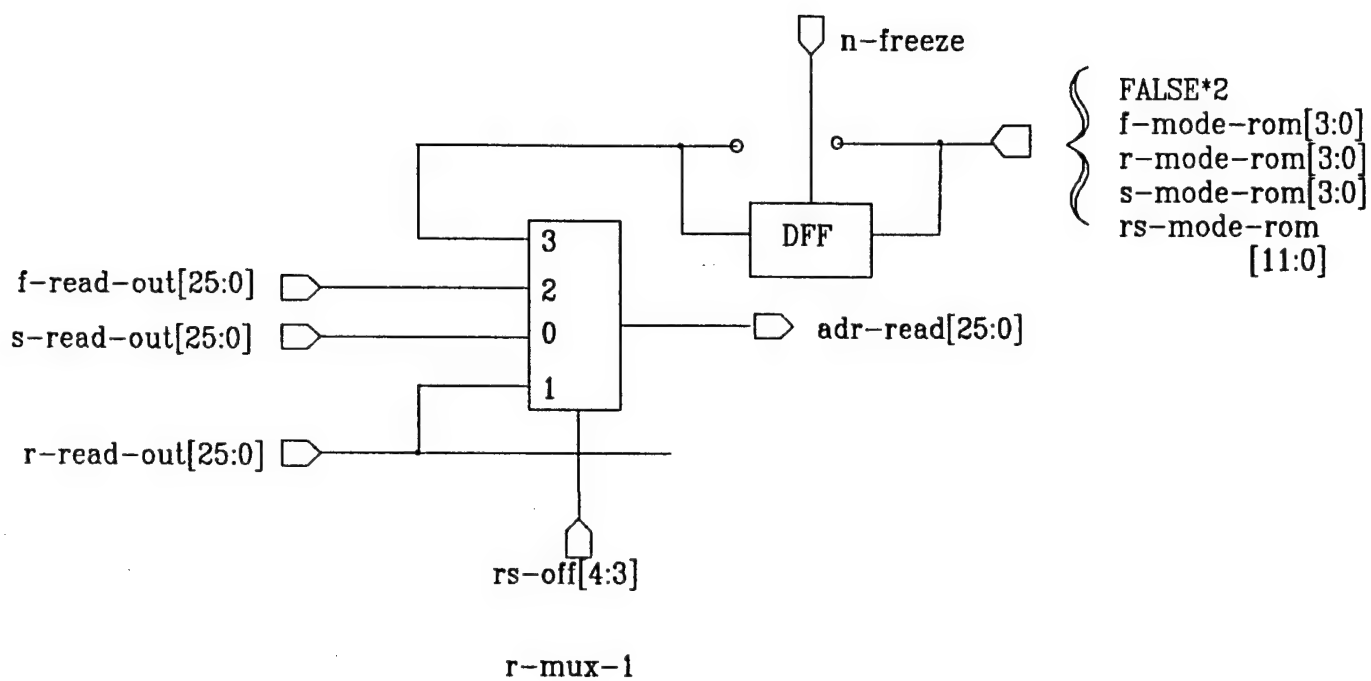 n-freeze
FALSE*2
f-mode-rom[3:0]
r-mode-rom[3:0]
s-mode-rom[3:0]
rs-mode-rom
[11:0]
DFF
3
f-read-out[25:0]
2
s-read-out[25:0]
0
adr-read[25:0]
1
r-read-out[25:0]
rs-off[4:3]
r-mux-1